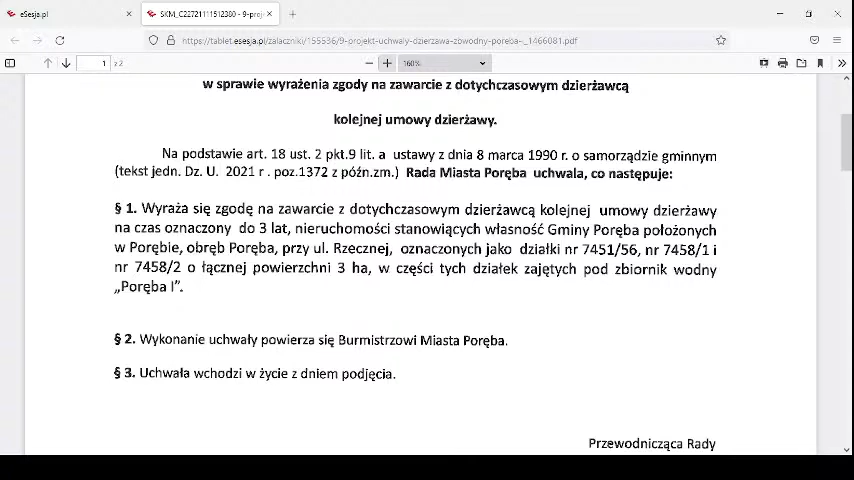 eSesja.pl
SKM_C22721111512380 - 9-proj
https://tablet.esesja.pl/zalaczniki/155536/9-projekt-uchwaly-dzierzawa-zbwodny-poreba-i_1466081.pdf
1 z 2
160%
w sprawie wyrażenia zgody na zawarcie z dotychczasowym dzierżawcą
kolejnej umowy dzierżawy.
Na podstawie art. 18 ust. 2 pkt.9 lit. a ustawy z dnia 8 marca 1990 r. o samorządzie gminnym
(tekst jedn. Dz. U. 2021 r . poz.1372 z późn.zm.) Rada Miasta Poręba uchwala, co następuje:
§ 1. Wyraża się zgodę na zawarcie z dotychczasowym dzierżawcą kolejnej umowy dzierżawy
na czas oznaczony do 3 lat, nieruchomości stanowiących własność Gminy Poręba położonych
w Porębie, obręb Poręba, przy ul. Rzecznej, oznaczonych jako działki nr 7451/56, nr 7458/1 i
nr 7458/2 o łącznej powierzchni 3 ha, w części tych działek zajętych pod zbiornik wodny
„Poręba I”.
§ 2. Wykonanie uchwały powierza się Burmistrzowi Miasta Poręba.
§ 3. Uchwała wchodzi w życie z dniem podjęcia.
Przewodnicząca Rady